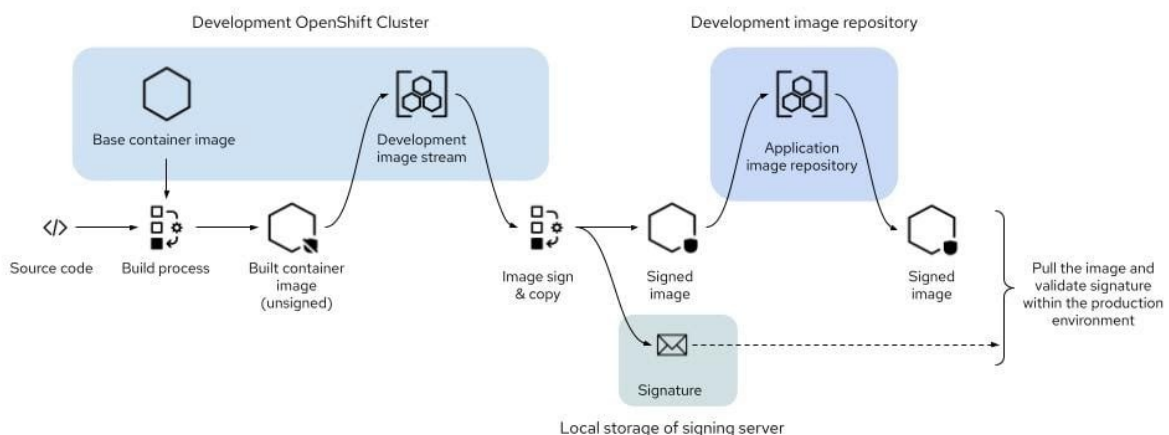 Development OpenShift Cluster
Development image repository
Base container image
Development
image stream
Application
image repository
</>
Source code
Build process
Built container
image
(unsigned)
Image sign
& copy
Signed
image
Signed
image
Pull the image and
validate signature
within the production
environment
Signature
Local storage of signing server